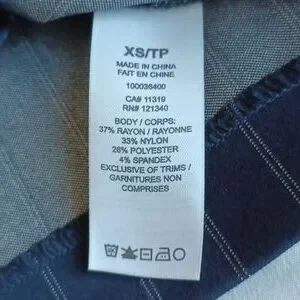 XS/TP
MADE IN CHINA
FAIT EN CHINE
100036400
CA# 11319
RN# 121340
BODY / CORPS:
37% RAYON / RAYONNE
33% NYLON
26% POLYESTER
4% SPANDEX
EXCLUSIVE OF TRIMS /
GARNITURES NON
COMPRISES